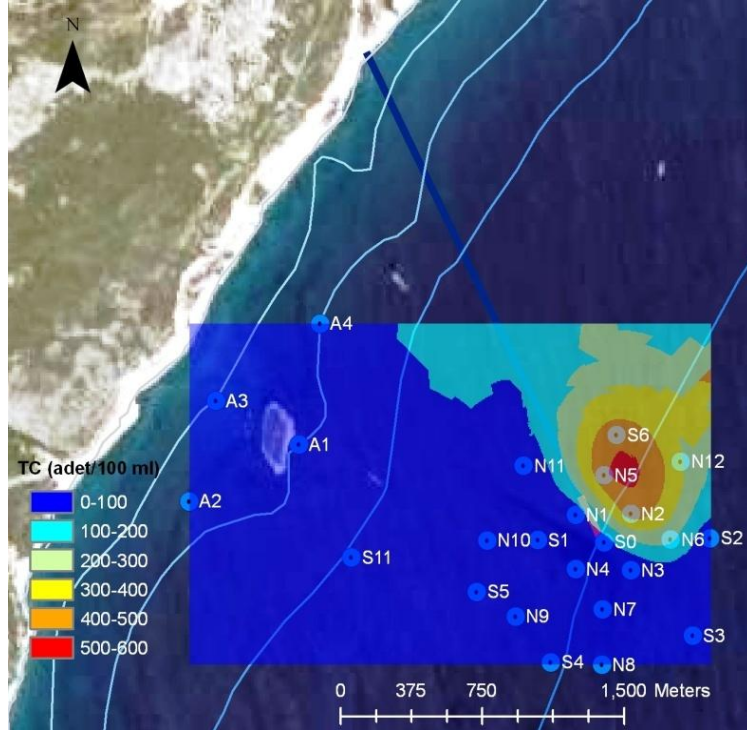 N
A4
A3
S6
A1
N12
N11
TC (adet/100 ml)
N5
0-100
A2
N1
N2
100-200
N10
S1
S0
N6
S2
200-300
S11
N4
N3
300-400
S5
N7
400-500
N9
S3
500-600
S4
N8
0 375 750 1,500 Meters